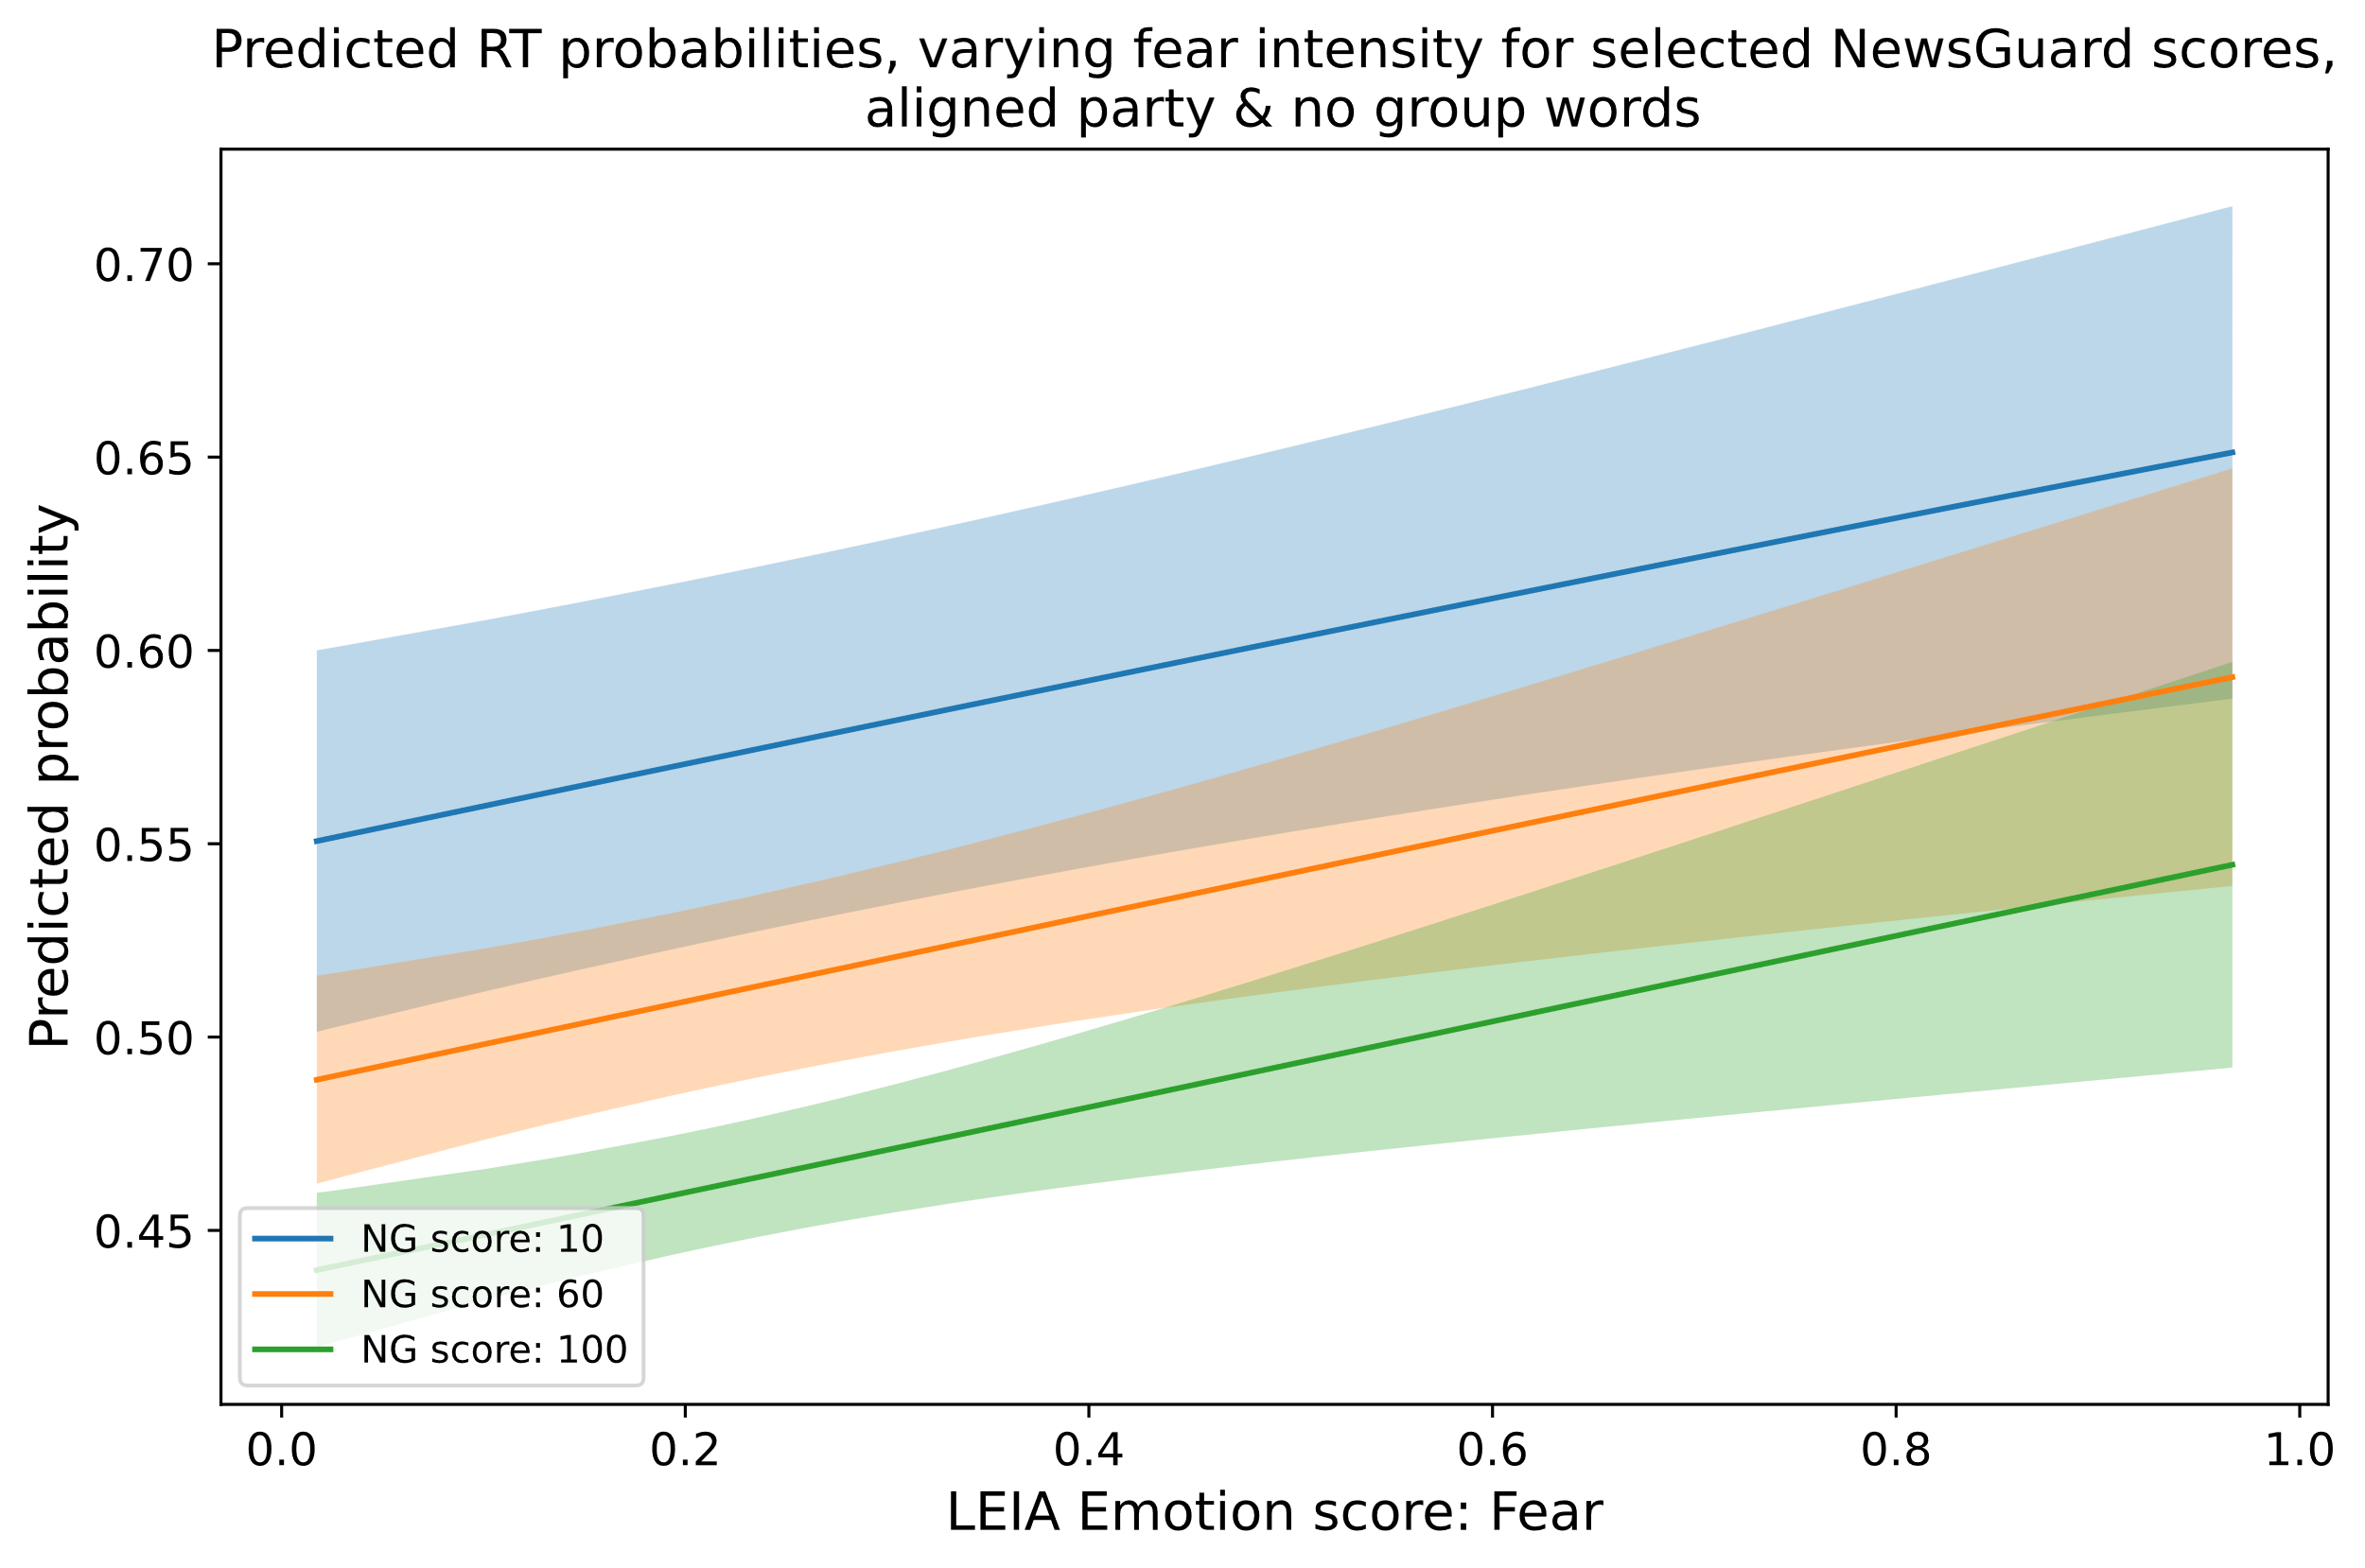 Predicted RT probabilities, varying fear intensity for selected NewsGuard scores,
aligned party & no group words
Predicted probability
0.70
0.65
0.60
0.55
0.50
0.45
NG score: 10
NG score: 60
NG score: 100
0.0
0.2
0.4
0.6
0.8
1.0
LEIA Emotion score: Fear